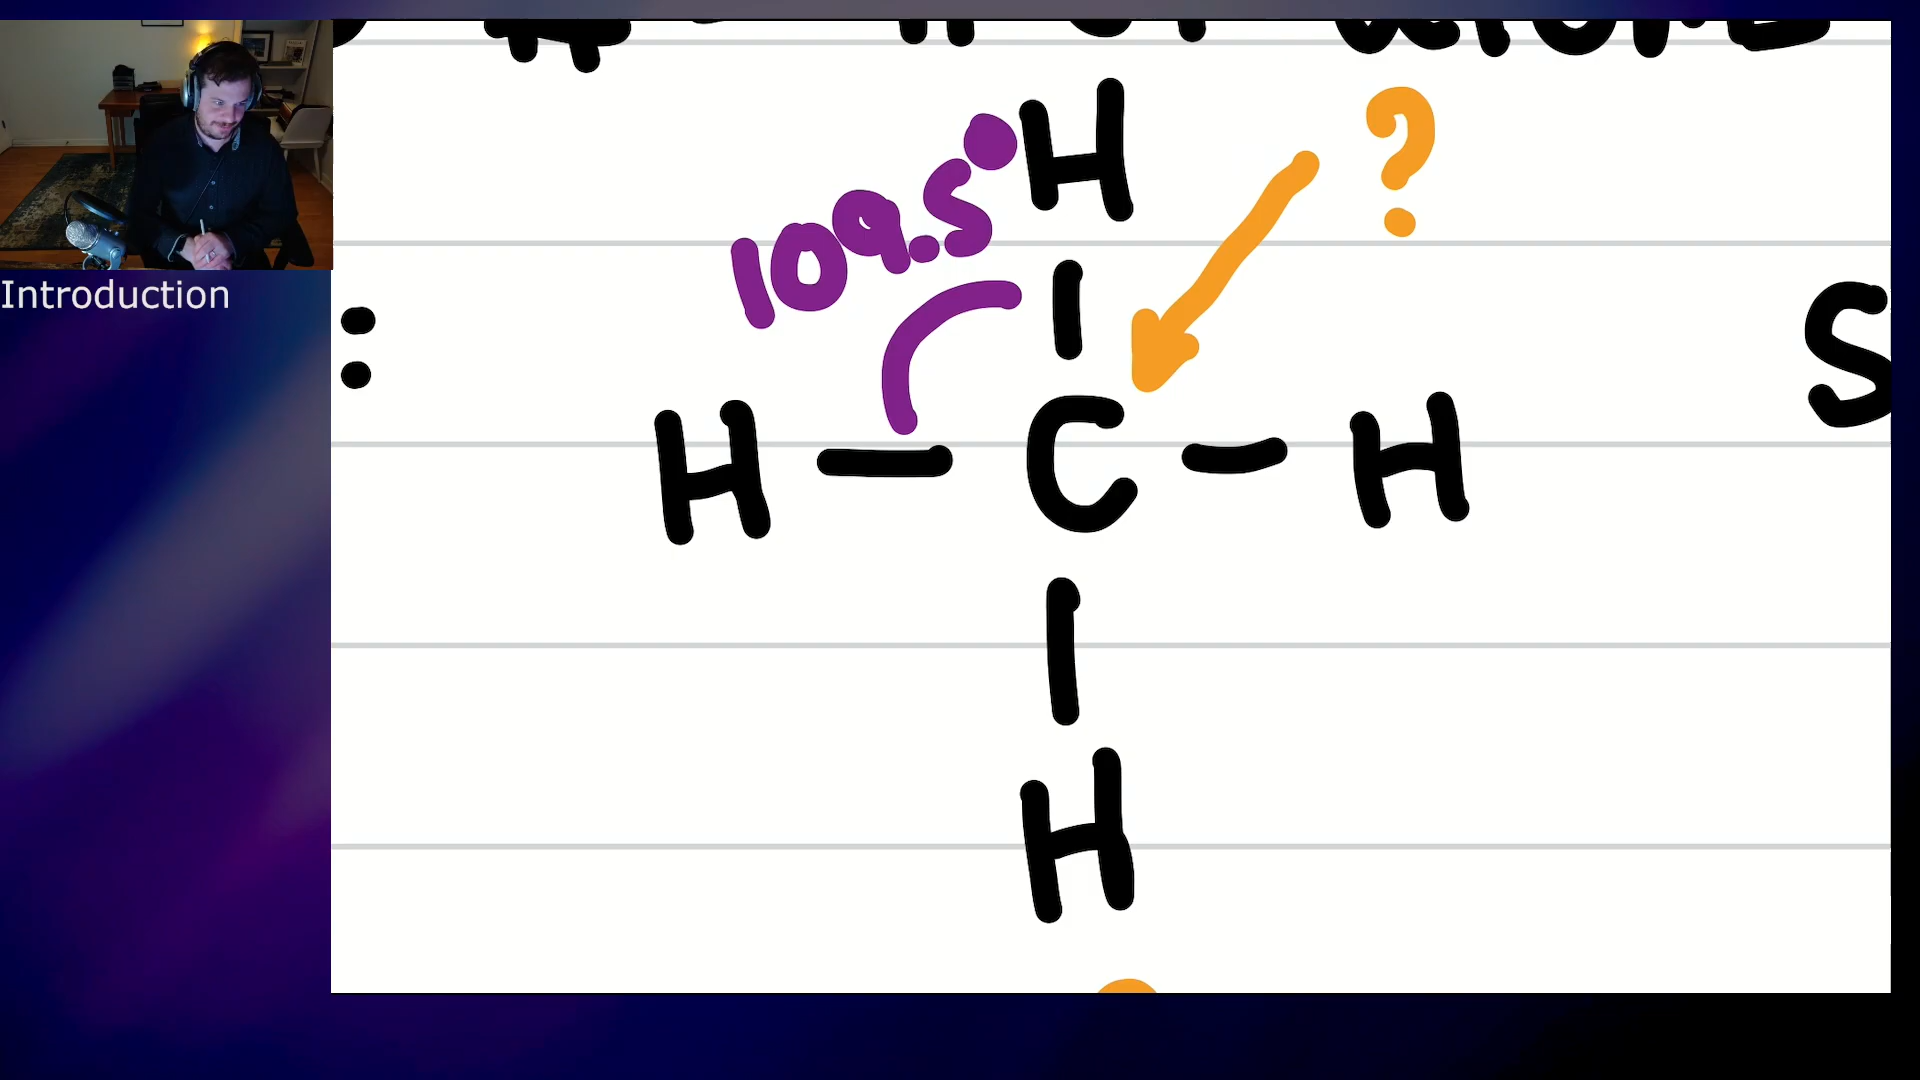 H
109.5°
?
Introduction
:
S
H — C — H
H